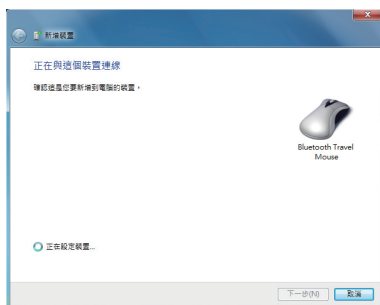 新增裝置
正在與這個裝置連線
確認這是您要新增到電腦的裝置。
Bluetooth Travel
Mouse
正在設定裝置...
下一步(N)
取消